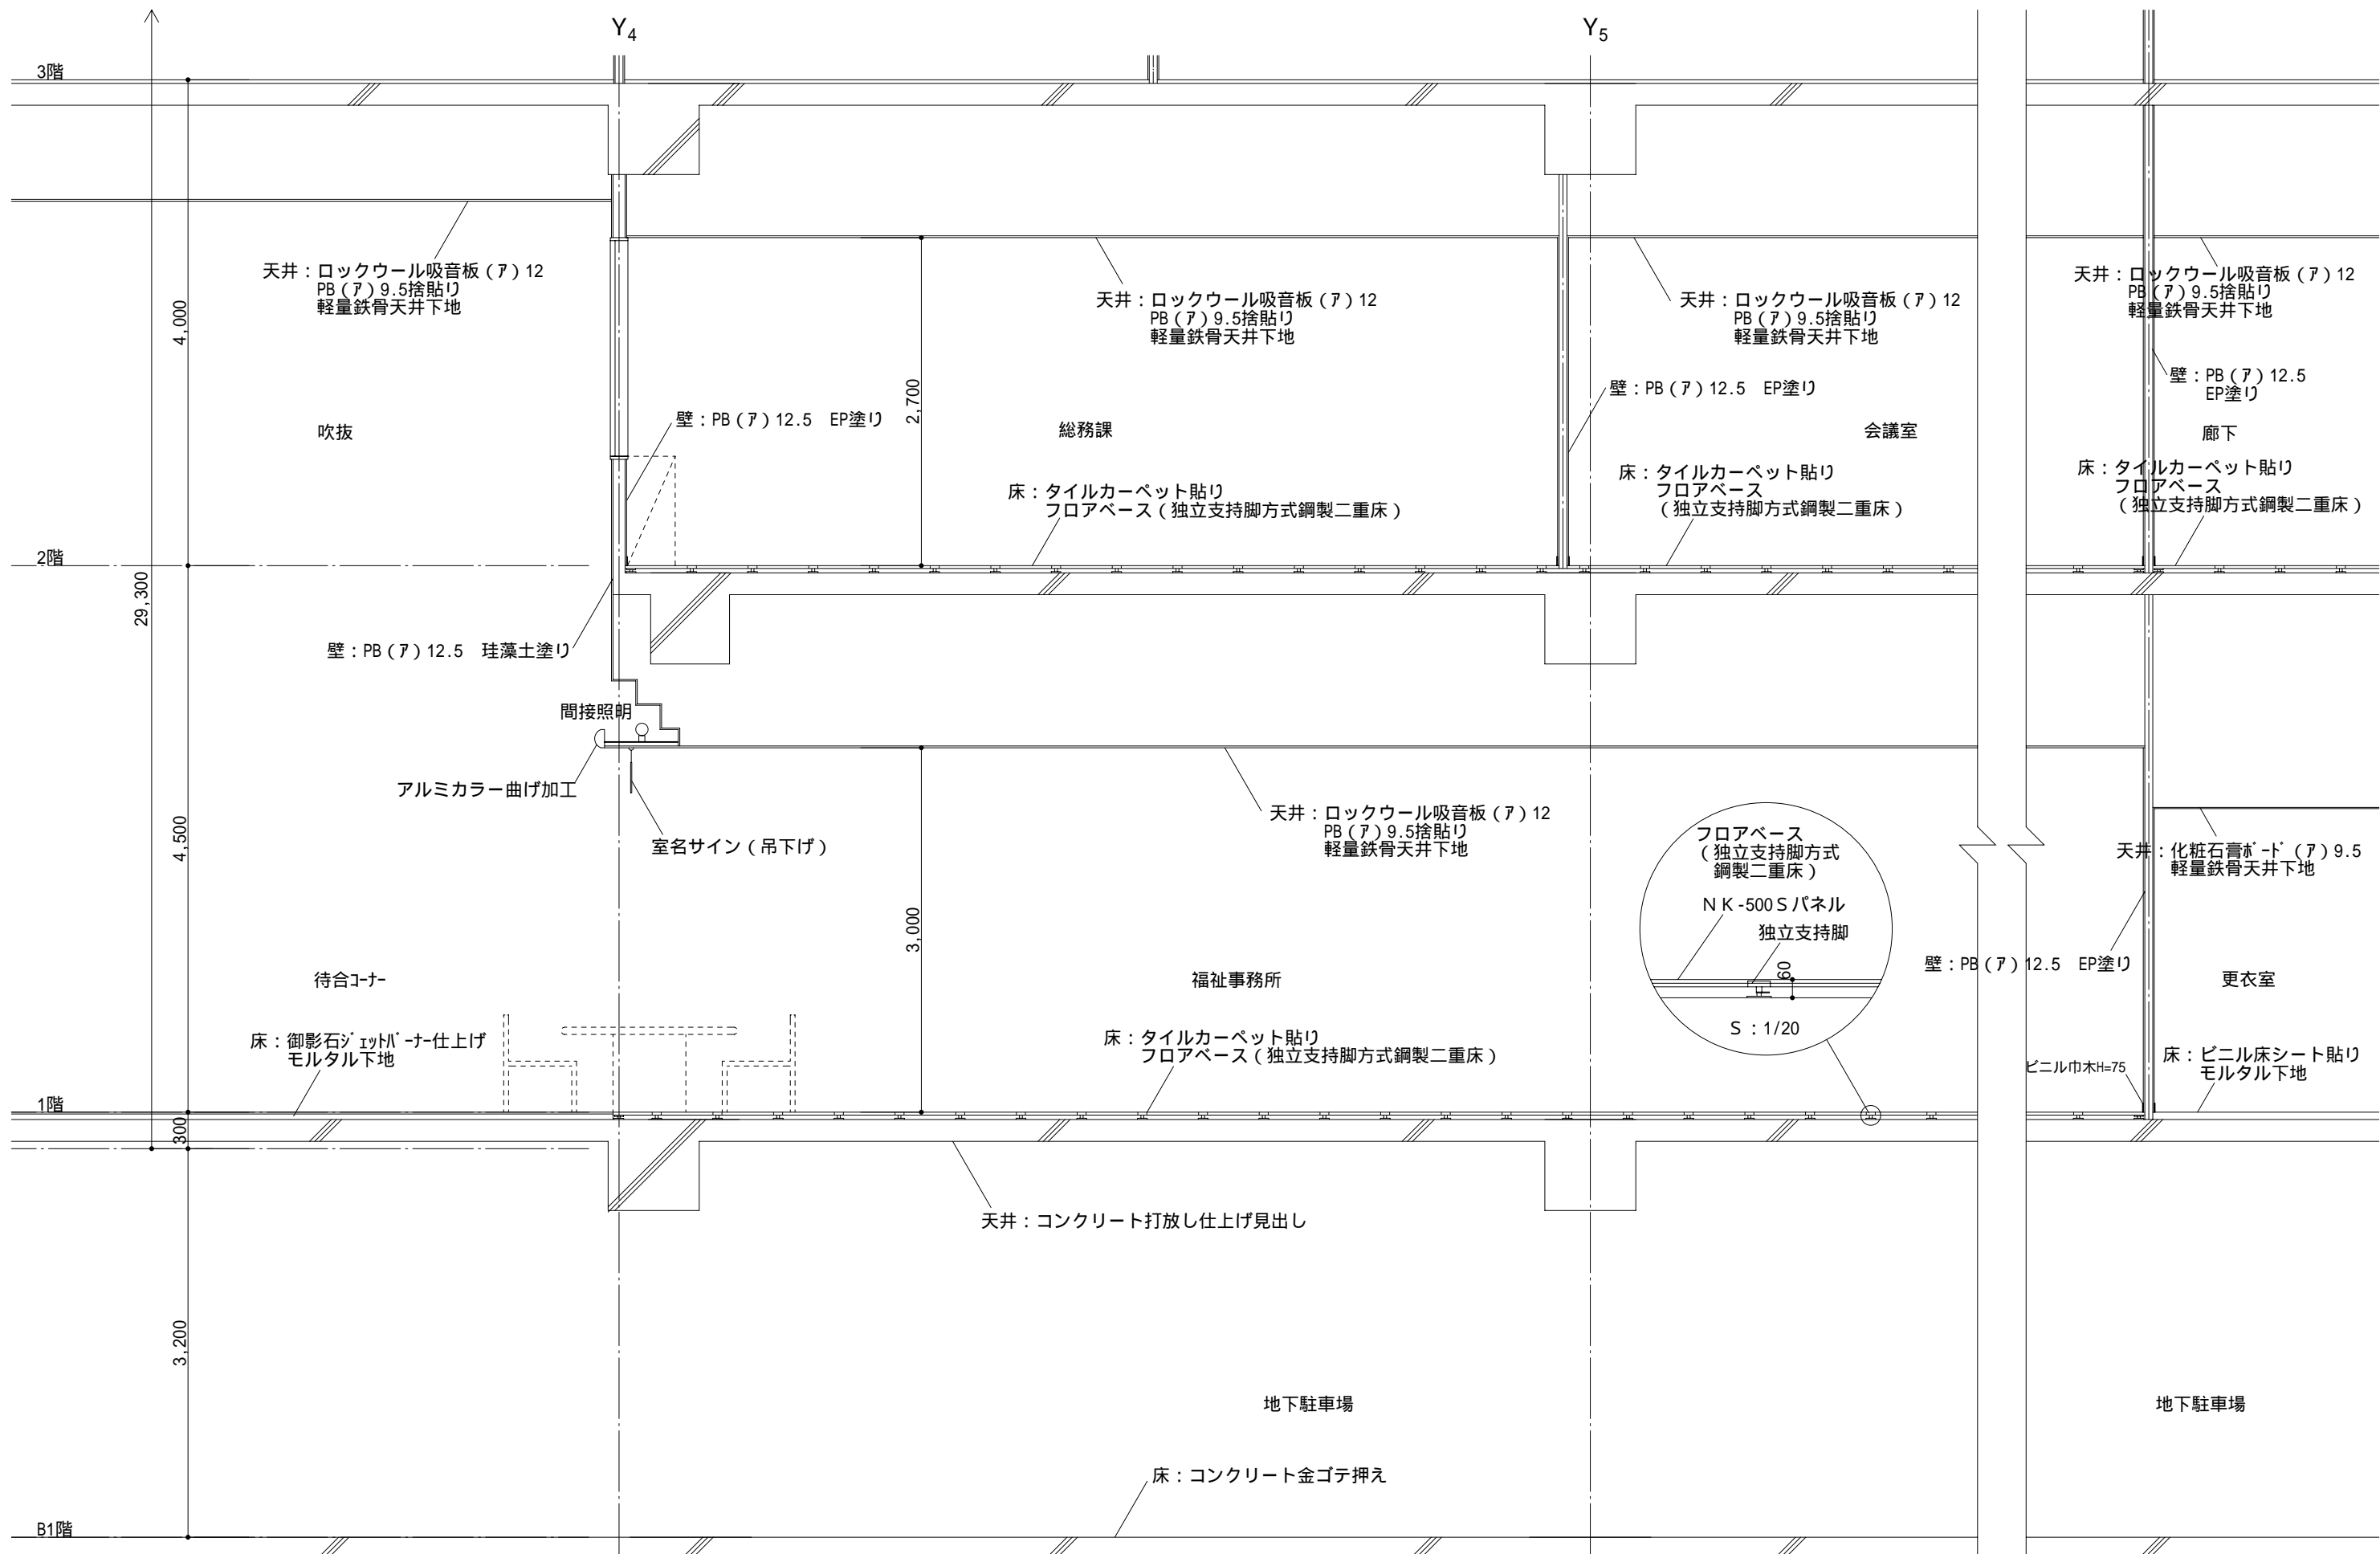 Y4
Y5
3階
天井：ロックウール吸音板（ア）12
PB（ア）9.5捨貼り
軽量鉄骨天井下地
天井：ロックウール吸音板（ア）12
PB（ア）9.5捨貼り
軽量鉄骨天井下地
天井：ロックウール吸音板（ア）12
PB（ア）9.5捨貼り
軽量鉄骨天井下地
天井：ロックウール吸音板（ア）12
PB（ア）9.5捨貼り
軽量鉄骨天井下地
4,000
2,700
壁：PB（ア）12.5　EP塗り
壁：PB（ア）12.5　EP塗り
壁：PB（ア）12.5
EP塗り
吹抜
総務課
会議室
廊下
床：タイルカーペット貼り
フロアベース（独立支持脚方式鋼製二重床）
床：タイルカーペット貼り
フロアベース
（独立支持脚方式鋼製二重床）
床：タイルカーペット貼り
フロアベース
（独立支持脚方式鋼製二重床）
2階
29,300
壁：PB（ア）12.5　珪藻土塗り
間接照明
アルミカラー曲げ加工
室名サイン（吊下げ）
4,500
天井：ロックウール吸音板（ア）12
PB（ア）9.5捨貼り
軽量鉄骨天井下地
フロアベース
（独立支持脚方式
鋼製二重床）
ＮＫ-500Ｓパネル
独立支持脚
60
Ｓ：1/20
天井：化粧石膏ﾎﾞｰﾄﾞ（ア）9.5
軽量鉄骨天井下地
3,000
壁：PB（ア）12.5　EP塗り
待合ｺｰﾅｰ
福祉事務所
更衣室
床：御影石ｼﾞｪｯﾄﾊﾞｰﾅｰ仕上げ
モルタル下地
床：タイルカーペット貼り
フロアベース（独立支持脚方式鋼製二重床）
ビニル巾木H=75
床：ビニル床シート貼り
モルタル下地
1階
300
天井：コンクリート打放し仕上げ見出し
3,200
地下駐車場
地下駐車場
床：コンクリート金ゴテ押え
B1階